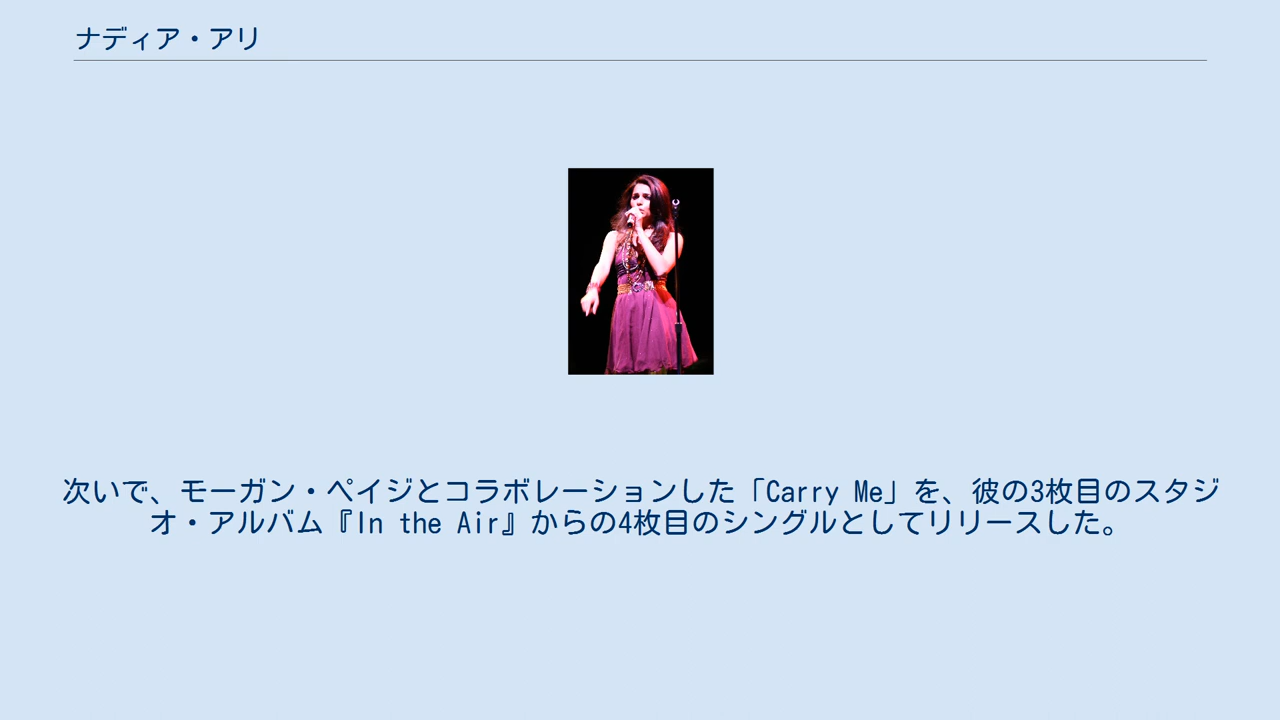 ナディア・アリ
次いで、モーガン・ペイジとコラボレーションした「Carry Me」を、彼の3枚目のスタジ
オ・アルバム『In the Air』からの4枚目のシングルとしてリリースした。